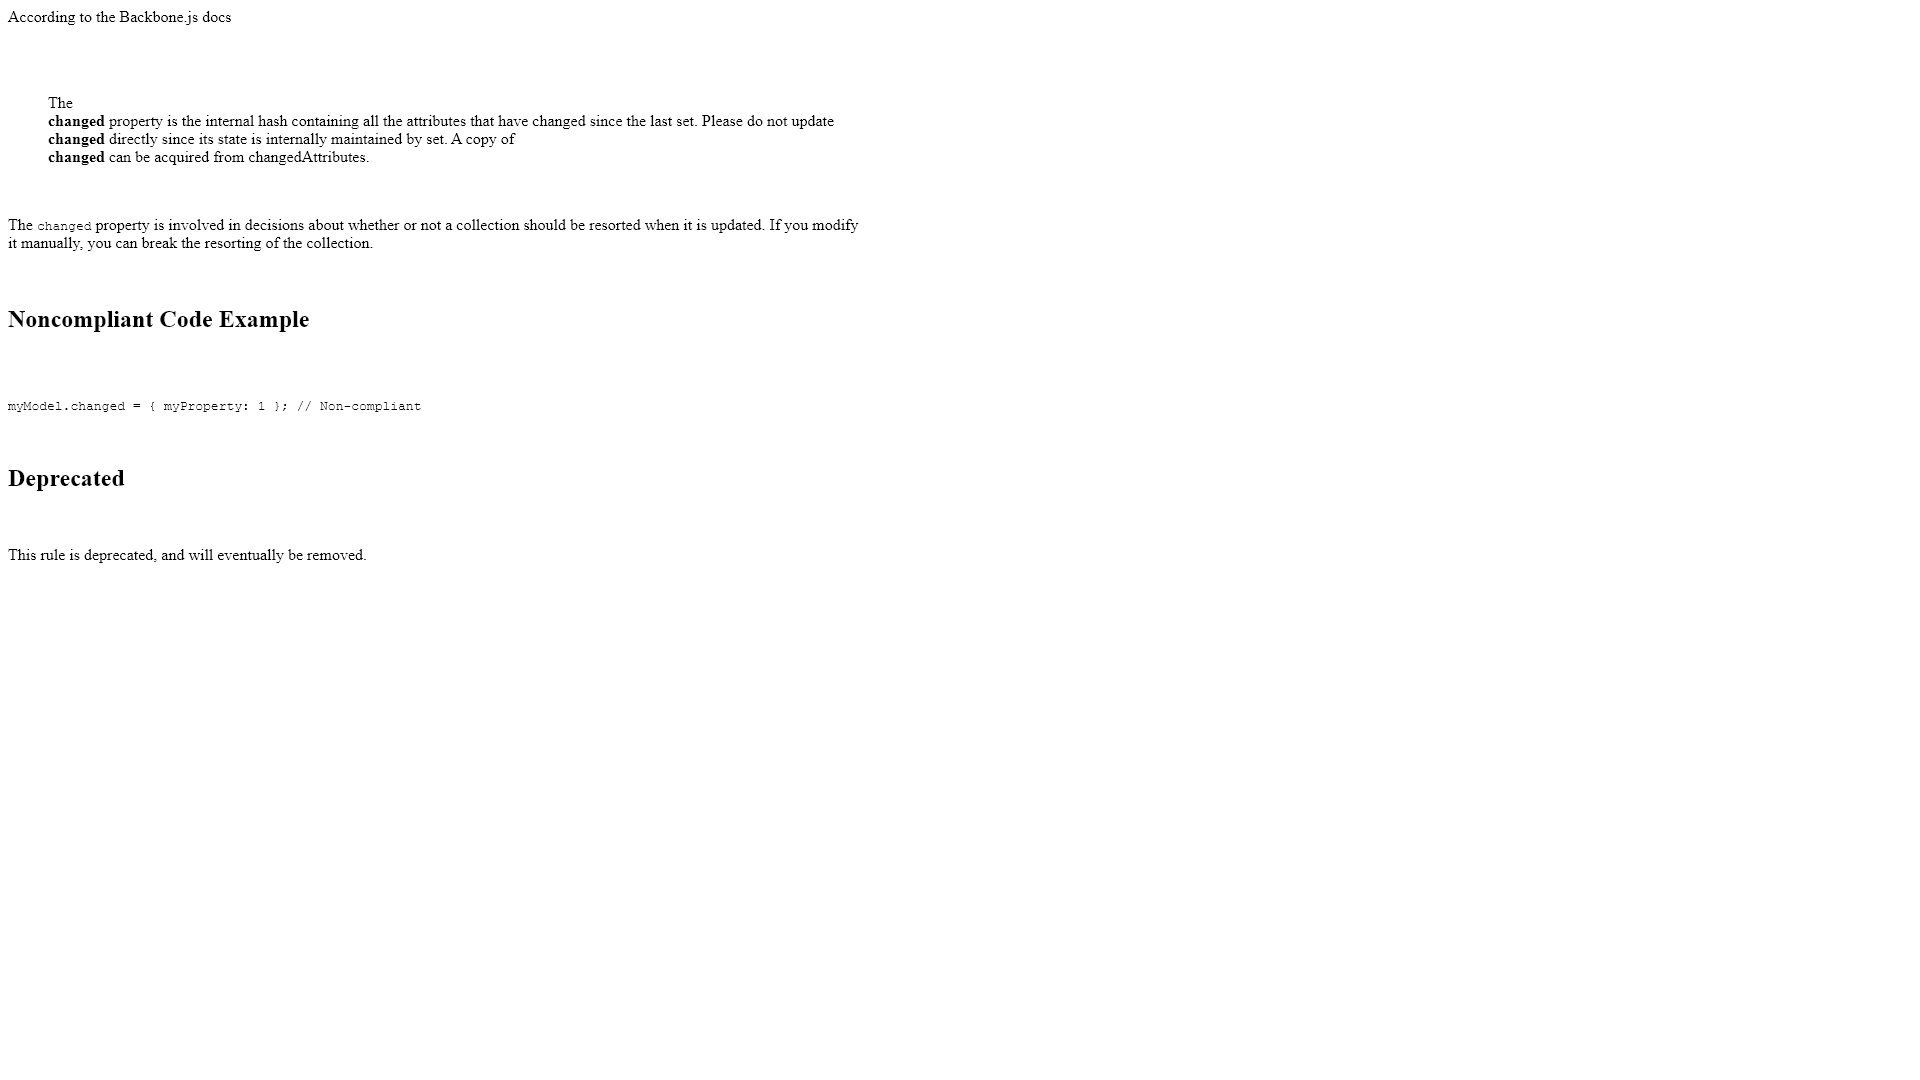 According to the Backbone.js docs
The
changed property is the internal hash containing all the attributes that have changed since the last set. Please do not update
changed directly since its state is internally maintained by set. A copy of
changed can be acquired from changedAttributes.
The changed property is involved in decisions about whether or not a collection should be resorted when it is updated. If you modify
it manually, you can break the resorting of the collection.
Noncompliant Code Example
myModel.changed = { myProperty: 1 }; // Non-compliant
Deprecated
This rule is deprecated, and will eventually be removed.